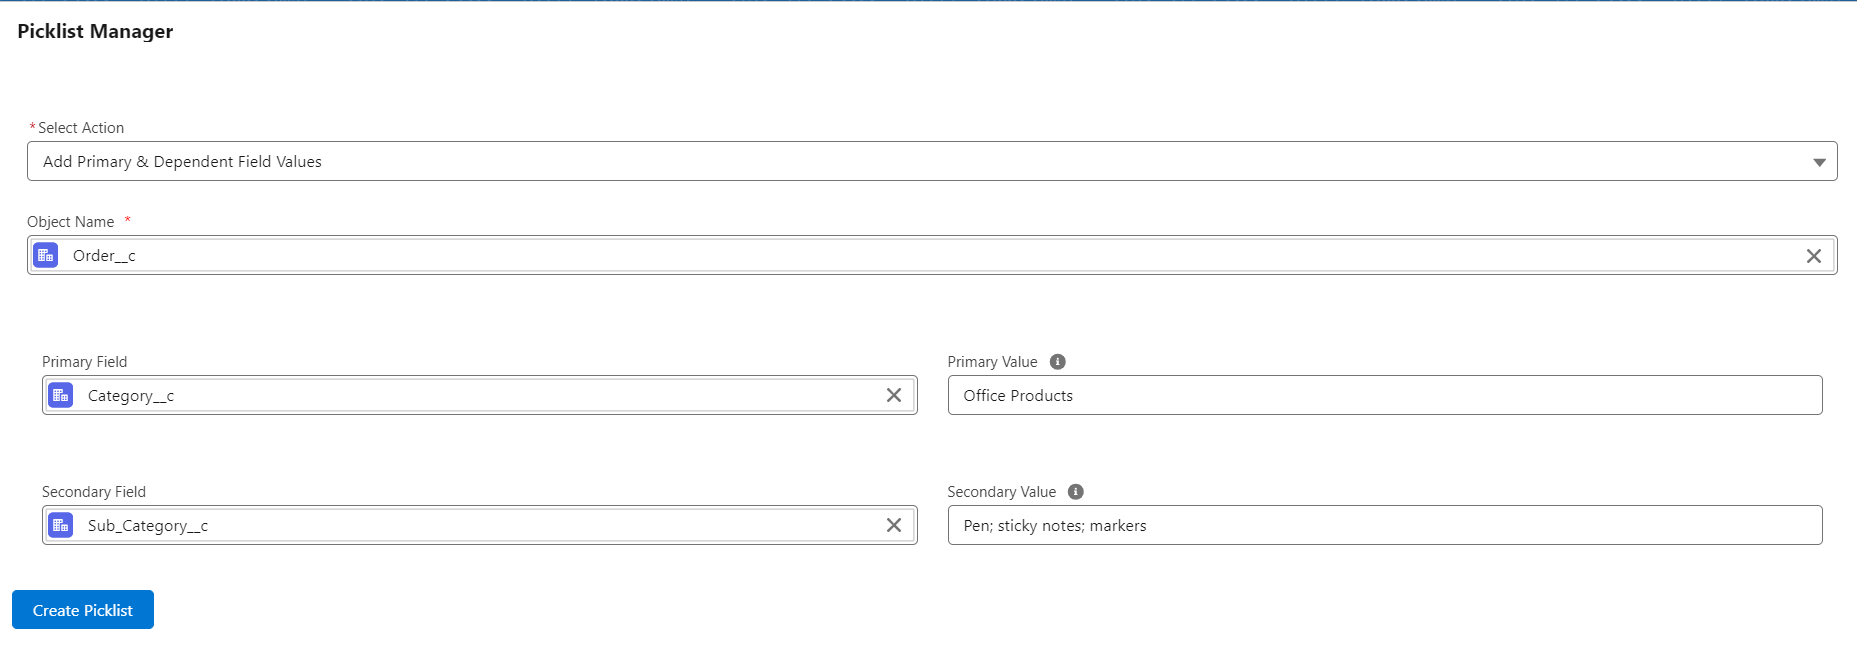 Picklist Manager
*Select Action
Add Primary & Dependent Field Values
Object Name *
Order__c
Primary Field
Primary Value
Category__c
Office Products
Secondary Field
Secondary Value
Sub_Category__c
Pen; sticky notes; markers
Create Picklist